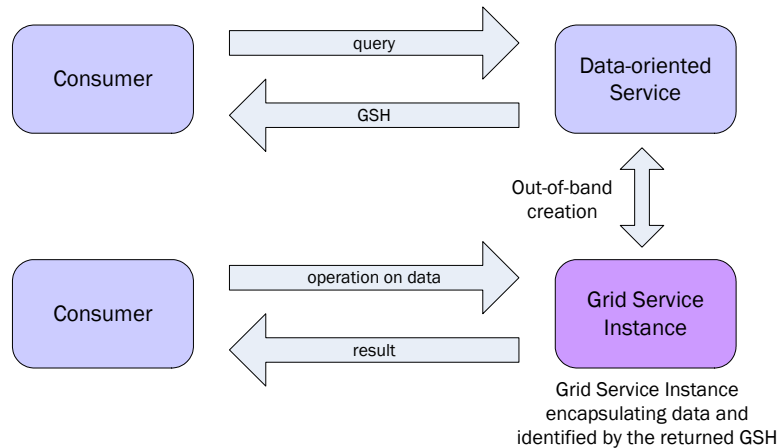 query
Consumer
Data-oriented
Service
GSH
Out-of-band
creation
operation on data
Consumer
Grid Service
Instance
result
Grid Service Instance
encapsulating data and
identified by the returned GSH